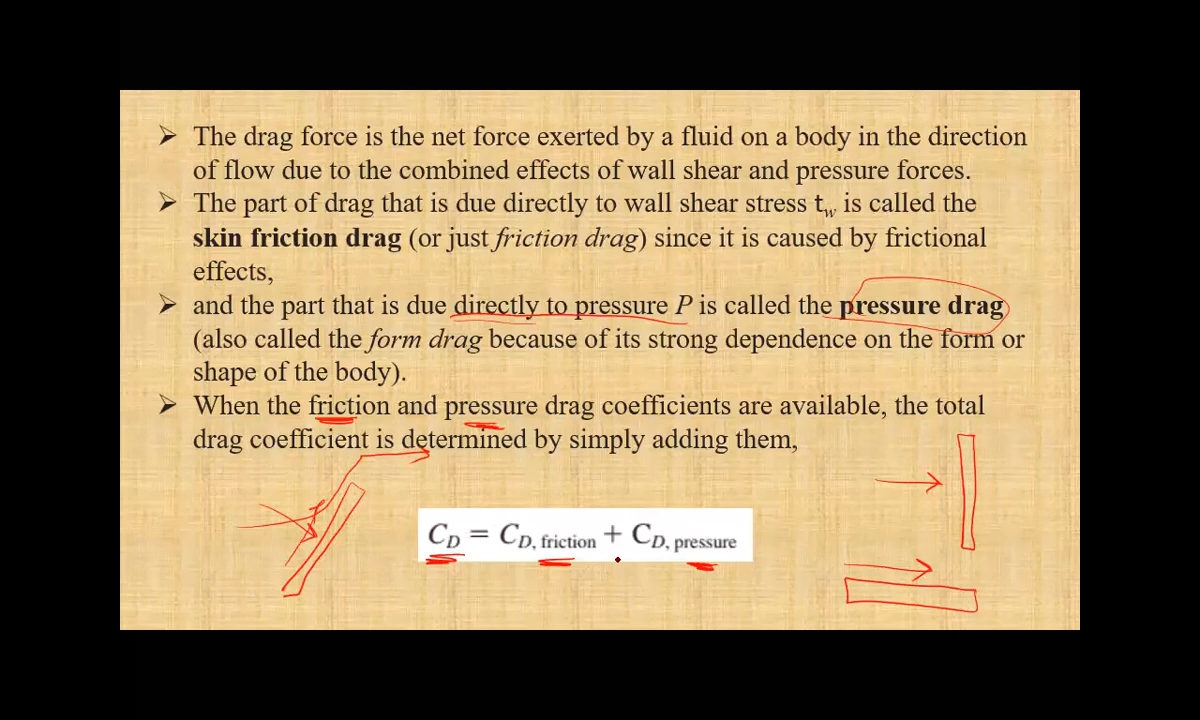 ➢ The drag force is the net force exerted by a fluid on a body in the direction
of flow due to the combined effects of wall shear and pressure forces.
➢ The part of drag that is due directly to wall shear stress tw is called the
skin friction drag (or just friction drag) since it is caused by frictional
effects,
➢ and the part that is due directly to pressure P is called the pressure drag
(also called the form drag because of its strong dependence on the form or
shape of the body).
➢ When the friction and pressure drag coefficients are available, the total
drag coefficient is determined by simply adding them,
CD = CD, friction + CD, pressure